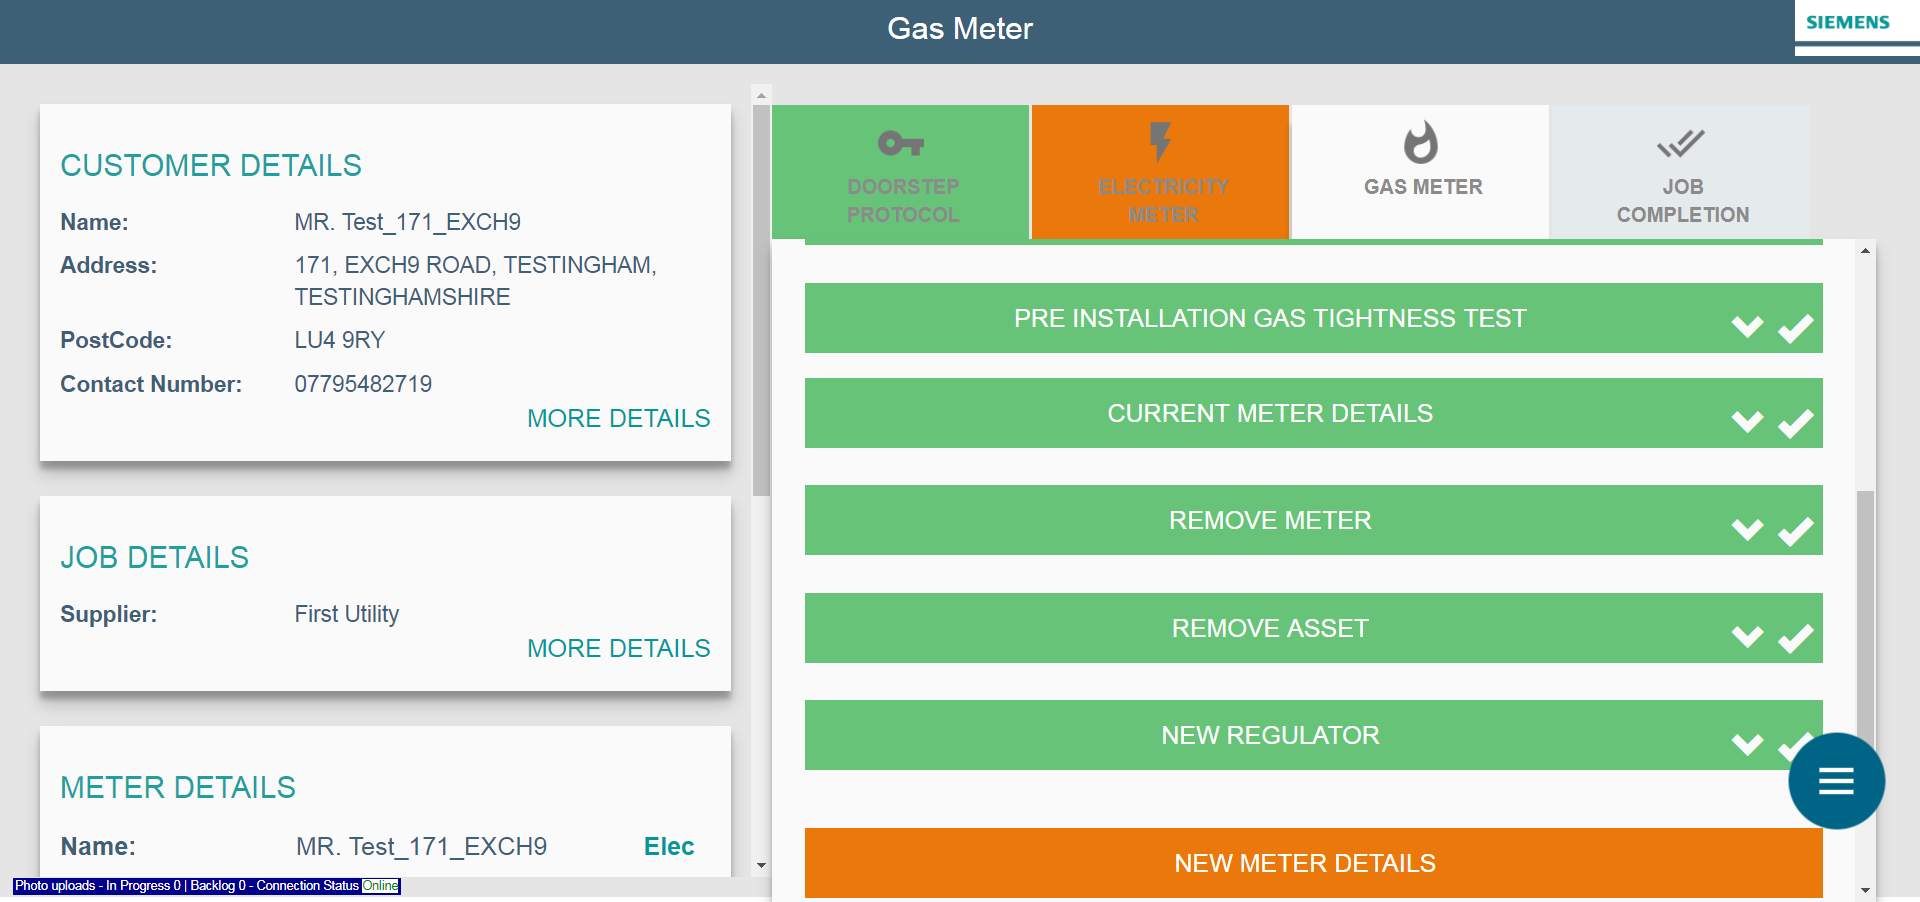 Gas Meter
SIEMENS
CUSTOMER DETAILS
Name: MR. Test_171_EXCH9
Address: 171, EXCH9 ROAD, TESTINGHAM,
TESTINGHAMSHIRE
PostCode: LU4 9RY
Contact Number: 07795482719
MORE DETAILS
JOB DETAILS
Supplier: First Utility
MORE DETAILS
METER DETAILS
Name: MR. Test_171_EXCH9 Elec
Photo uploads - In Progress 0 | Backlog 0 - Connection Status Online
DOORSTEP
PROTOCOL
ELECTRICITY
METER
GAS METER
JOB
COMPLETION
PRE INSTALLATION GAS TIGHTNESS TEST
CURRENT METER DETAILS
REMOVE METER
REMOVE ASSET
NEW REGULATOR
NEW METER DETAILS